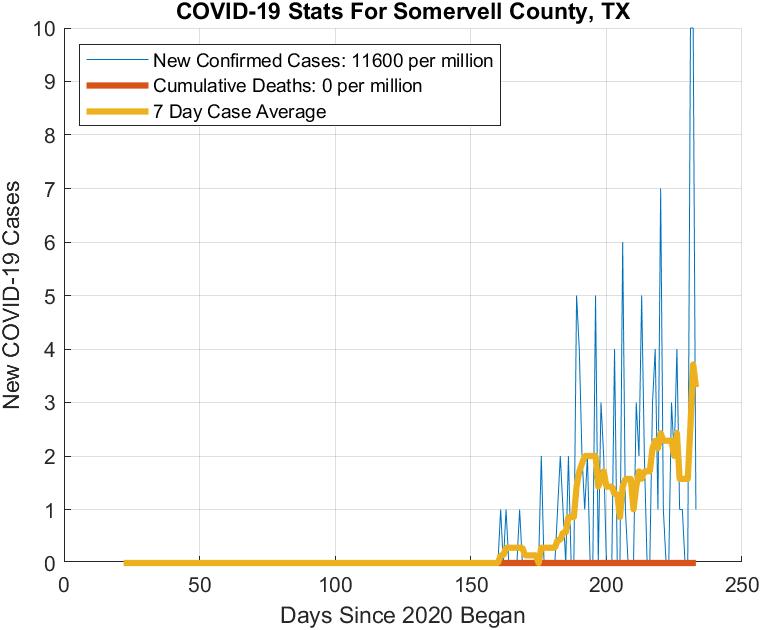 COVID-19 Stats For Somervell County, TX
New Confirmed Cases: 11600 per million
Cumulative Deaths: 0 per million
7 Day Case Average
New COVID-19 Cases
10
9
8
7
6
5
4
3
2
1
0
0 50 100 150 200 250
Days Since 2020 Began